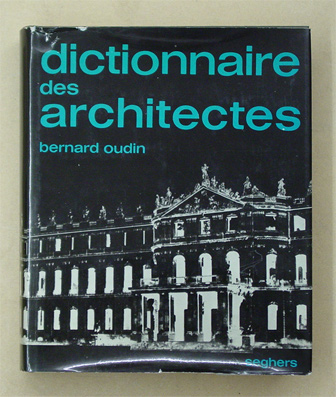 dictionnaire
des
architectes
bernard oudin
seghers